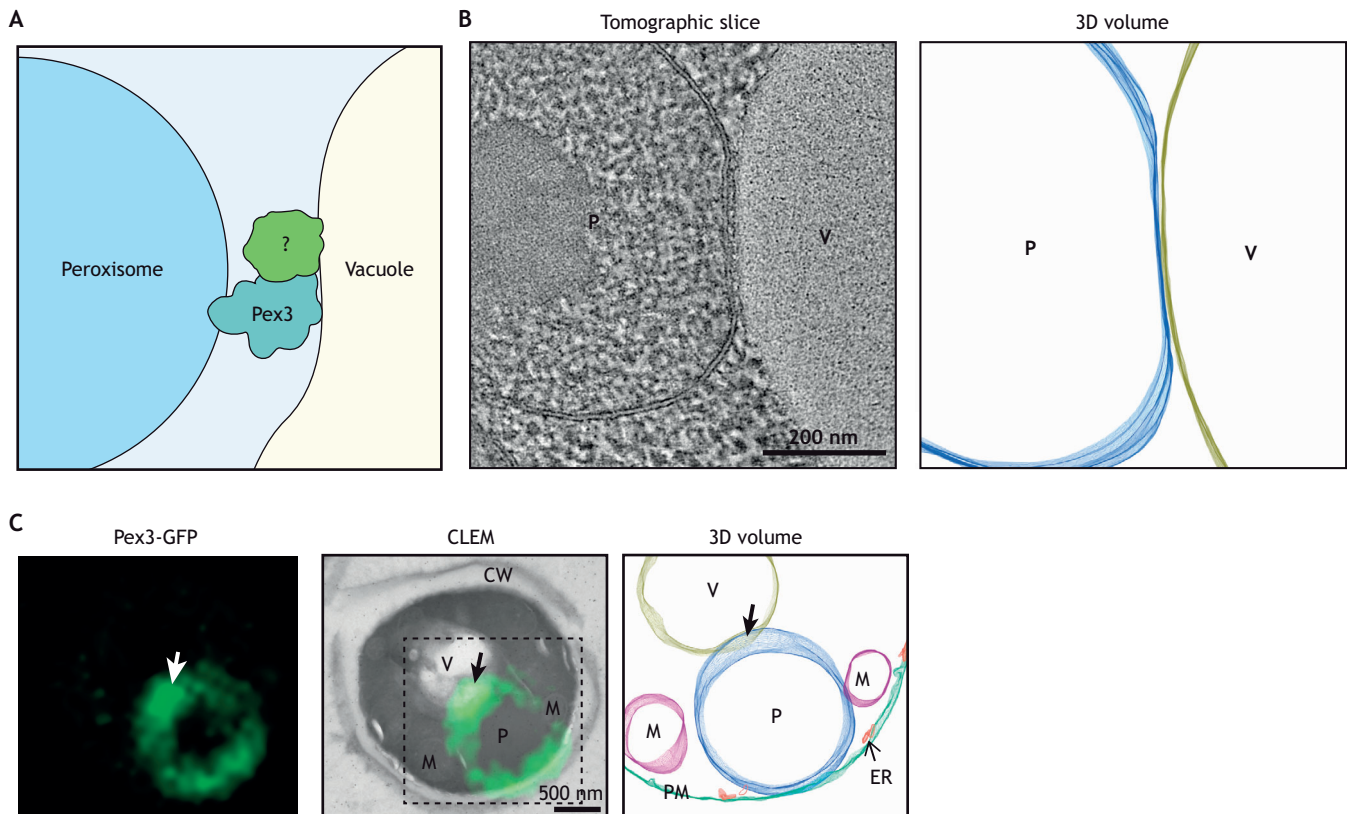 A
Peroxisome
?
Pex3
Vacuole
B
Tomographic slice
3D volume
P
V
200 nm
P
V
C
Pex3-GFP
CLEM
3D volume
CW
V
M
P
M
500 nm
V
M
P
M
ER
PM